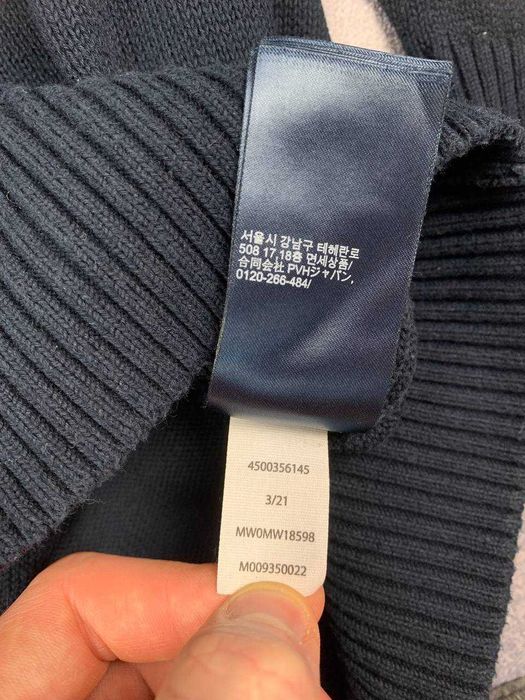 서울시 강남구 테헤란로
508 17,18층 면세상품/
合同会社 PVHジャパン,
0120-266-484/
4500356145
3/21
MW0MW18598
M009350022